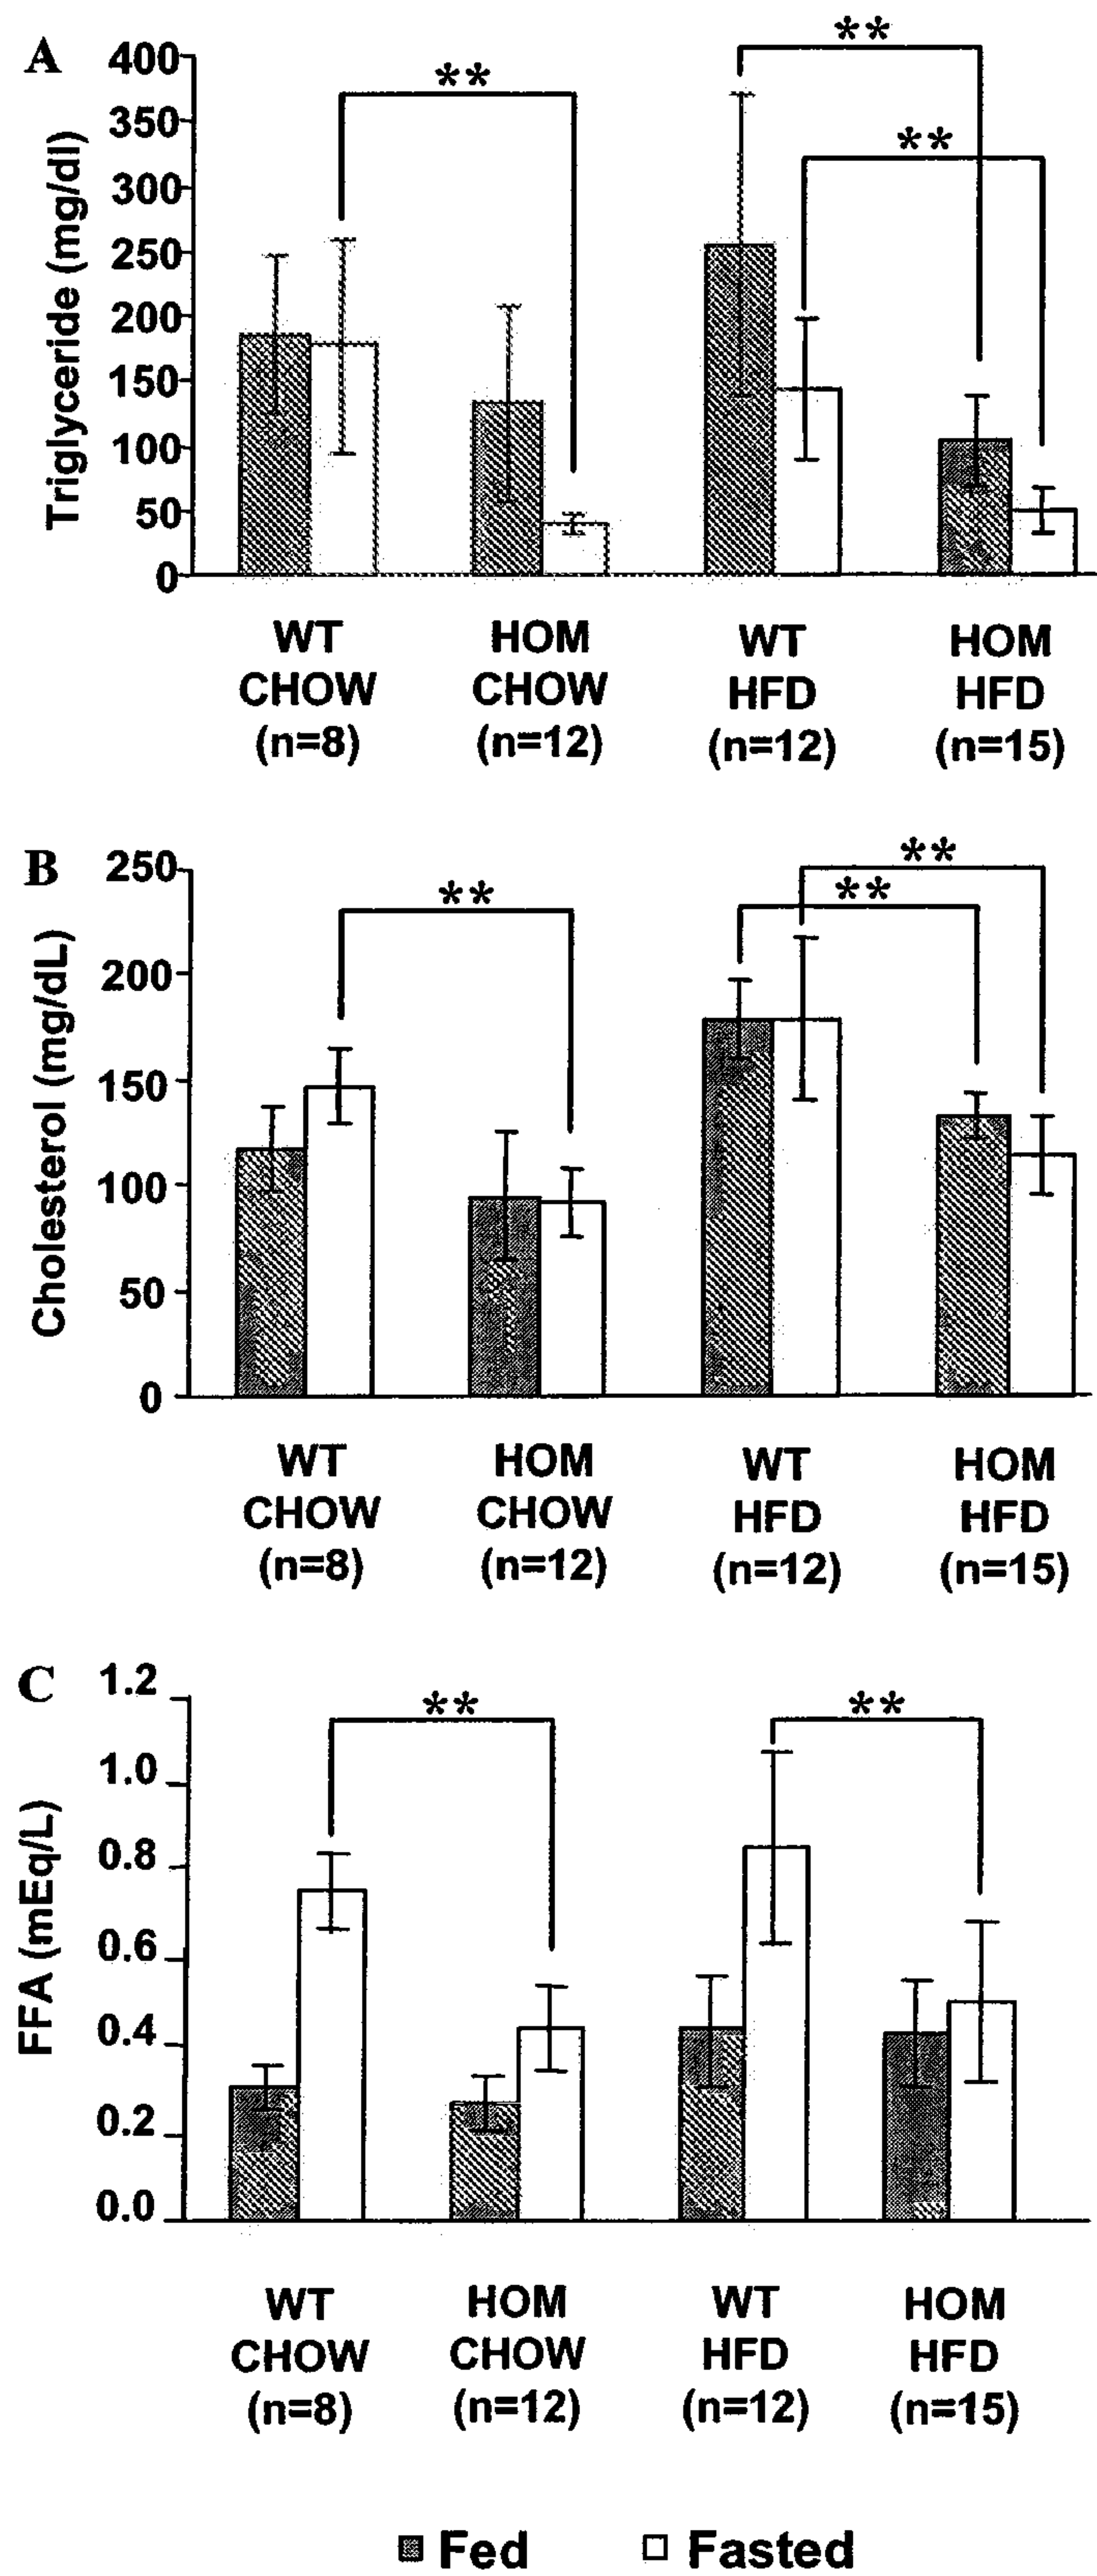 A
Triglyceride (mg/dl)
400
350
300
250
200
150
100
50
0
**
**
**
WT HOM WT HOM
CHOW CHOW HFD HFD
(n=8) (n=12) (n=12) (n=15)
B
Cholesterol (mg/dL)
250
200
150
100
50
0
**
**
**
WT HOM WT HOM
CHOW CHOW HFD HFD
(n=8) (n=12) (n=12) (n=15)
C
FFA (mEq/L)
1.2
1.0
0.8
0.6
0.4
0.2
0.0
** **
WT HOM WT HOM
CHOW CHOW HFD HFD
(n=8) (n=12) (n=12) (n=15)
Fed Fasted